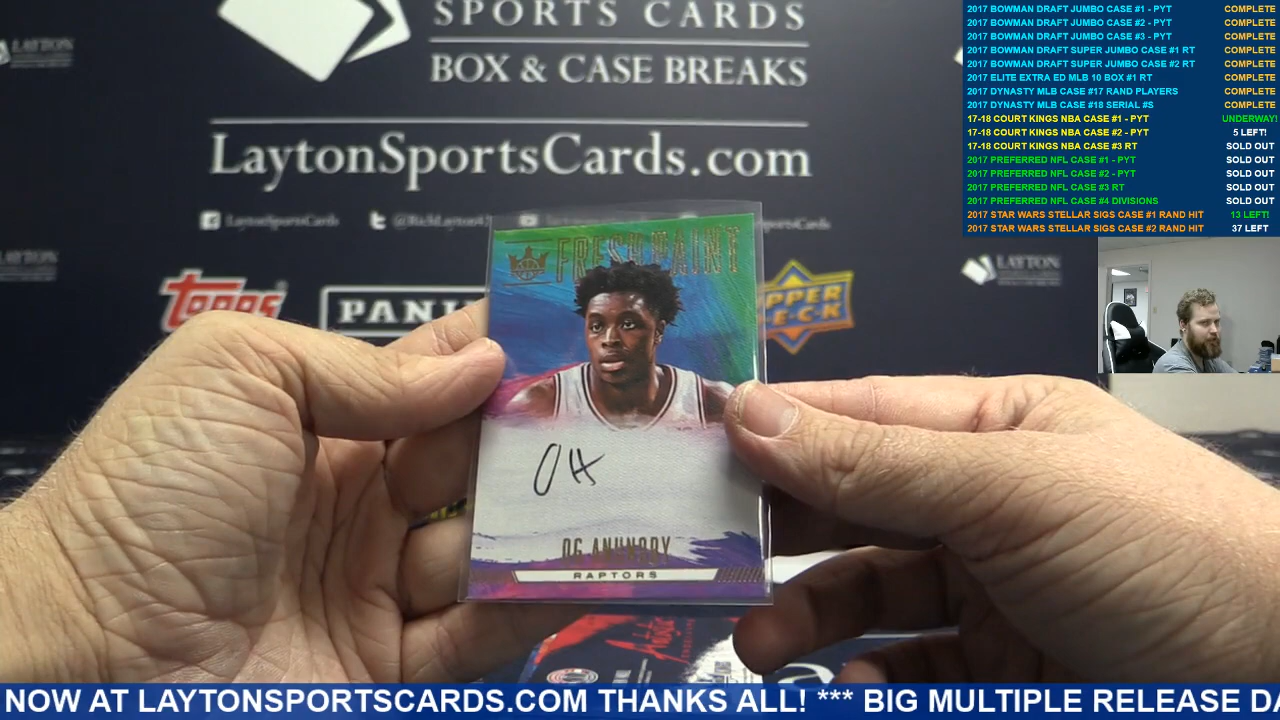 SPORTS CARDS
BOX & CASE BREAKS
LaytonSportsCards.com
LaytonSportsCards
LAYTON
TOPPS
PANINI
UPPER
DECK
FRESH PAINT
OG ANUNOBY
RAPTORS
2017 BOWMAN DRAFT JUMBO CASE #1 - PYT COMPLETE
2017 BOWMAN DRAFT JUMBO CASE #2 - PYT COMPLETE
2017 BOWMAN DRAFT JUMBO CASE #3 - PYT COMPLETE
2017 BOWMAN DRAFT SUPER JUMBO CASE #1 RT COMPLETE
2017 BOWMAN DRAFT SUPER JUMBO CASE #2 RT COMPLETE
2017 ELITE EXTRA ED MLB 10 BOX #1 RT COMPLETE
2017 DYNASTY MLB CASE #17 RAND PLAYERS COMPLETE
2017 DYNASTY MLB CASE #18 SERIAL #S COMPLETE
17-18 COURT KINGS NBA CASE #1 - PYT UNDERWAY!
17-18 COURT KINGS NBA CASE #2 - PYT 5 LEFT!
17-18 COURT KINGS NBA CASE #3 RT SOLD OUT
2017 PREFERRED NFL CASE #1 - PYT SOLD OUT
2017 PREFERRED NFL CASE #2 - PYT SOLD OUT
2017 PREFERRED NFL CASE #3 RT SOLD OUT
2017 PREFERRED NFL CASE #4 DIVISIONS SOLD OUT
2017 STAR WARS STELLAR SIGS CASE #1 RAND HIT 13 LEFT!
2017 STAR WARS STELLAR SIGS CASE #2 RAND HIT 37 LEFT
LAYTON
NOW AT LAYTONSPORTSCARDS.COM THANKS ALL! *** BIG MULTIPLE RELEASE DA